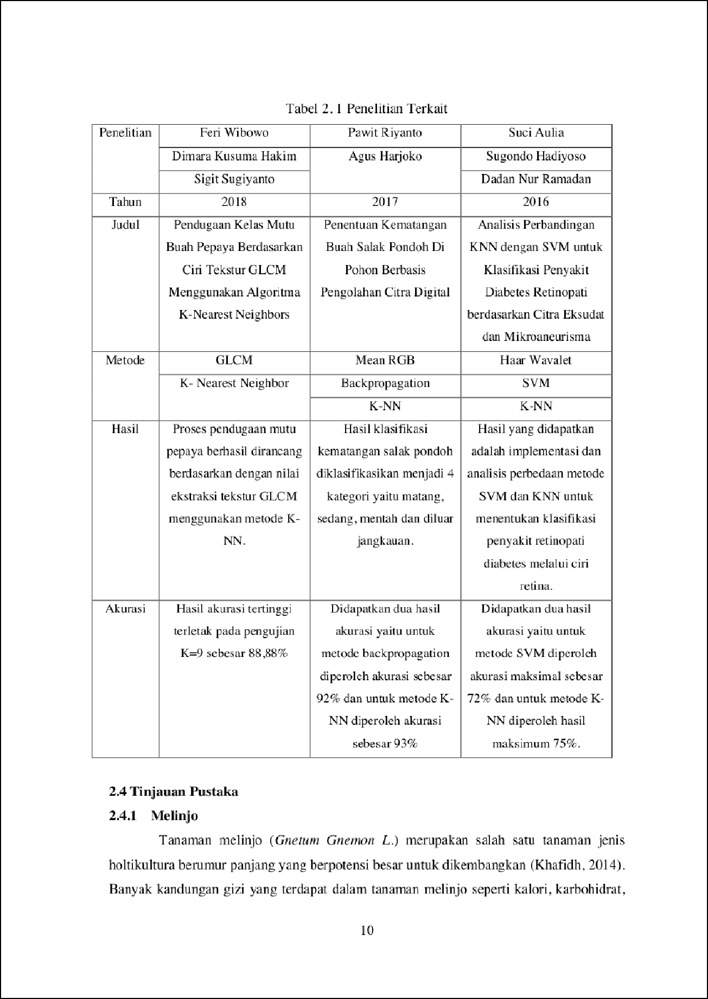 Tabel 2. 1 Penelitian Terkait
Penelitian
Feri Wibowo
Pawit Riyanto
Suci Aulia
Dimara Kusuma Hakim
Agus Harjoko
Sugondo Hadiyoso
Sigit Sugiyanto
Dadan Nur Ramadan
Tahun
2018
2017
2016
Judul
Pendugaan Kelas Mutu
Buah Pepaya Berdasarkan
Ciri Tekstur GLCM
Menggunakan Algoritma
K-Nearest Neighbors
Penentuan Kematangan
Buah Salak Pondoh Di
Pohon Berbasis
Pengolahan Citra Digital
Analisis Perbandingan
KNN dengan SVM untuk
Klasifikasi Penyakit
Diabetes Retinopati
berdasarkan Citra Eksudat
dan Mikroaneurisma
Metode
GLCM
Mean RGB
Haar Wavalet
K- Nearest Neighbor
Backpropagation
SVM
K-NN
K-NN
Hasil
Proses pendugaan mutu
pepaya berhasil dirancang
berdasarkan dengan nilai
ekstraksi tekstur GLCM
menggunakan metode K-
NN.
Hasil klasifikasi
kematangan salak pondoh
diklasifikasikan menjadi 4
kategori yaitu matang,
sedang, mentah dan diluar
jangkauan.
Hasil yang didapatkan
adalah implementasi dan
analisis perbedaan metode
SVM dan KNN untuk
menentukan klasifikasi
penyakit retinopati
diabetes melalui ciri
retina.
Akurasi
Hasil akurasi tertinggi
terletak pada pengujian
K=9 sebesar 88,88%
Didapatkan dua hasil
akurasi yaitu untuk
metode backpropagation
diperoleh akurasi sebesar
92% dan untuk metode K-
NN diperoleh akurasi
sebesar 93%
Didapatkan dua hasil
akurasi yaitu untuk
metode SVM diperoleh
akurasi maksimal sebesar
72% dan untuk metode K-
NN diperoleh hasil
maksimum 75%.
2.4 Tinjauan Pustaka
2.4.1 Melinjo
Tanaman melinjo (Gnetum Gnemon L.) merupakan salah satu tanaman jenis
holtikultura berumur panjang yang berpotensi besar untuk dikembangkan (Khafidh, 2014).
Banyak kandungan gizi yang terdapat dalam tanaman melinjo seperti kalori, karbohidrat,
10